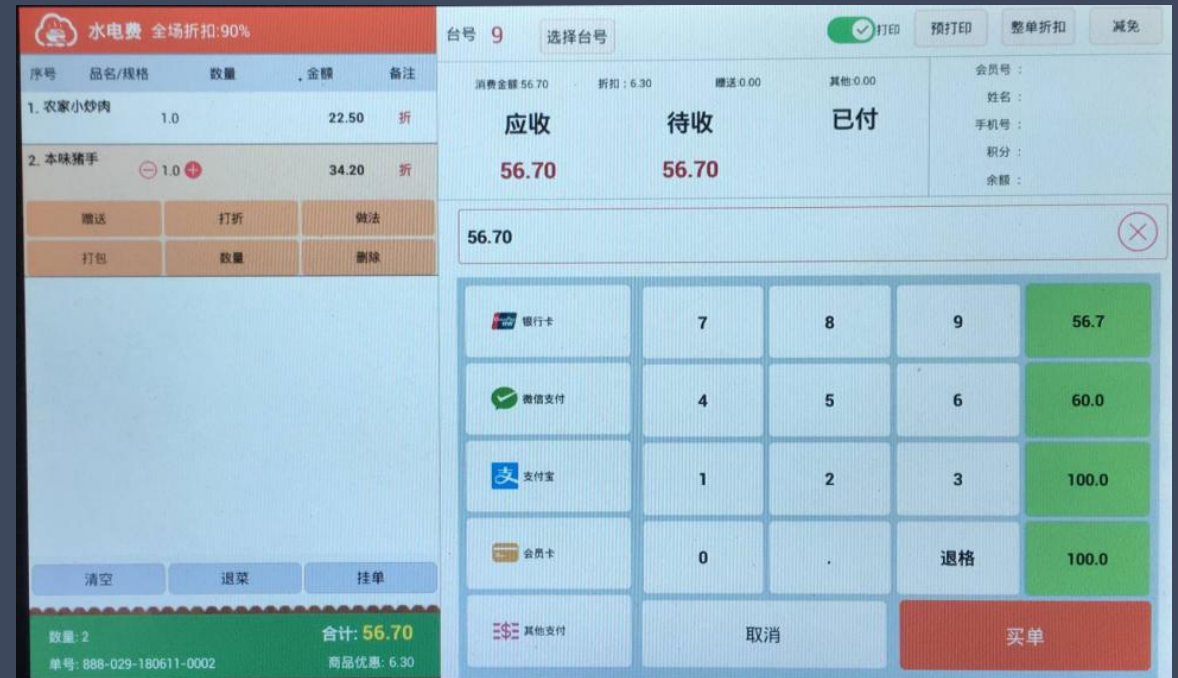 水电费 全场折扣:90%
序号 品名/规格 数量 金额 备注
1. 农家小炒肉 1.0 22.50 折
2. 本味猪手 1.0 34.20 折
赠送 打折 做法
打包 数量 删除
清空 退菜 挂单
数量: 2 合计: 56.70
单号: 888-029-180611-0002 商品优惠: 6.30
台号 9 选择台号 打印 预打印 整单折扣 减免
消费金额:56.70 折扣：6.30 赠送:0.00 其他:0.00
应收 待收 已付
56.70 56.70
会员号：
姓名：
手机号：
积分：
余额：
56.70
银行卡 7 8 9 56.7
微信支付 4 5 6 60.0
支付宝 1 2 3 100.0
会员卡 0 . 退格 100.0
其他支付 取消 买单